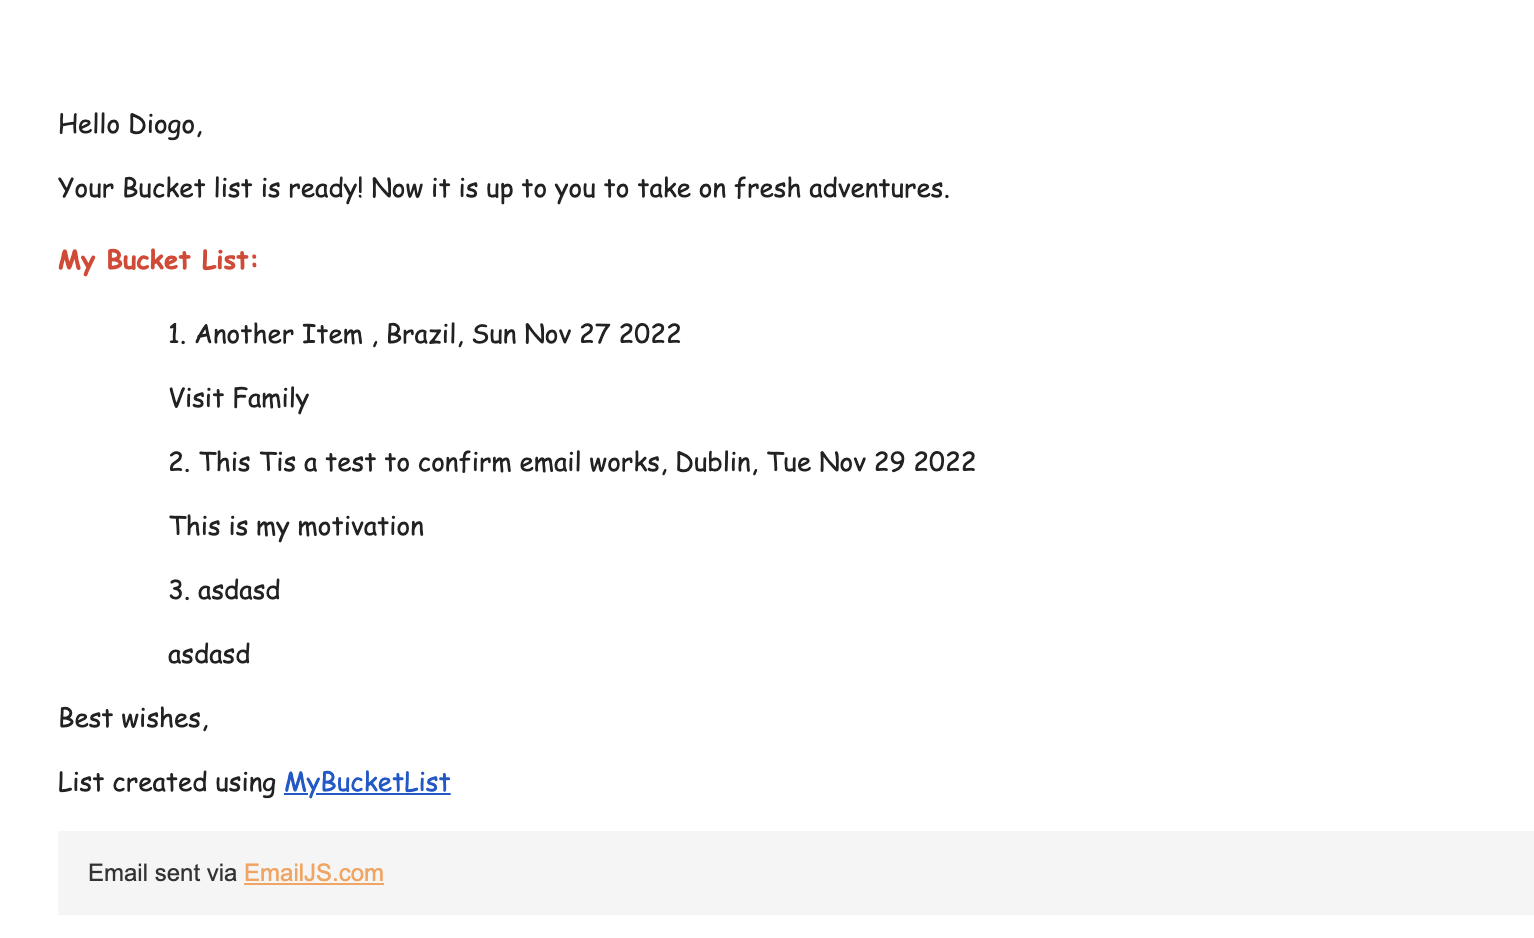 Hello Diogo,
Your Bucket list is ready! Now it is up to you to take on fresh adventures.
My Bucket List:
1. Another Item , Brazil, Sun Nov 27 2022
Visit Family
2. This Tis a test to confirm email works, Dublin, Tue Nov 29 2022
This is my motivation
3. asdasd
asdasd
Best wishes,
List created using MyBucketList
Email sent via EmailJS.com